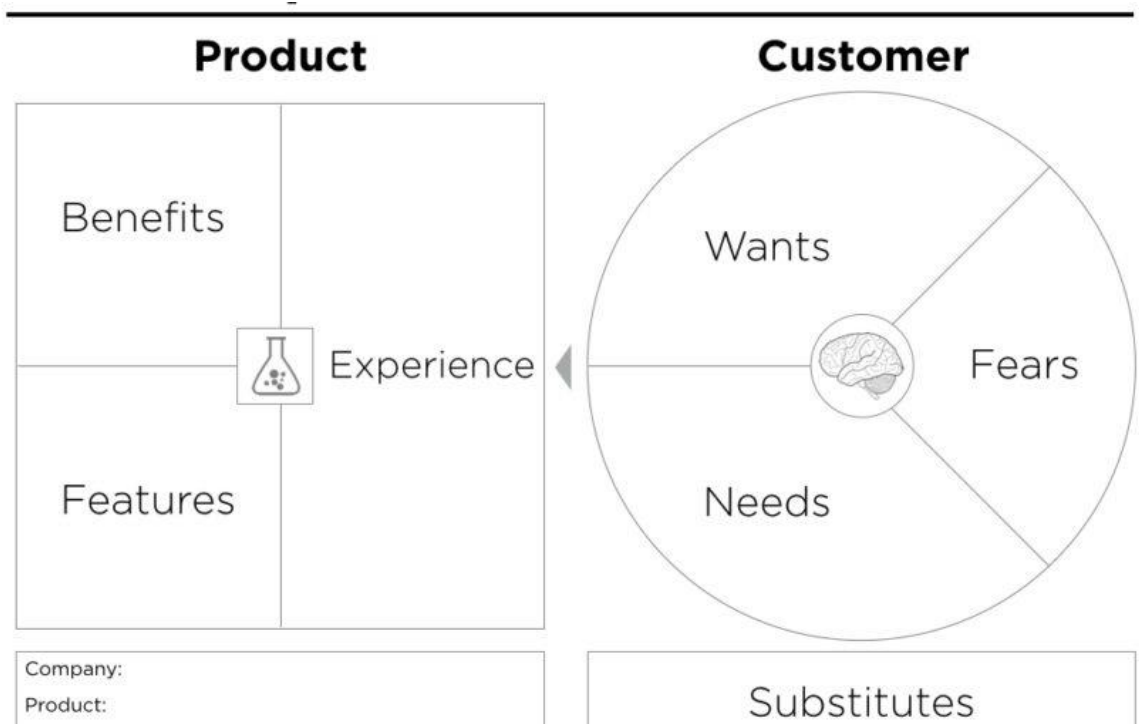 Product
Customer
Benefits
Experience
Features
Wants
Fears
Needs
Company:
Product:
Substitutes